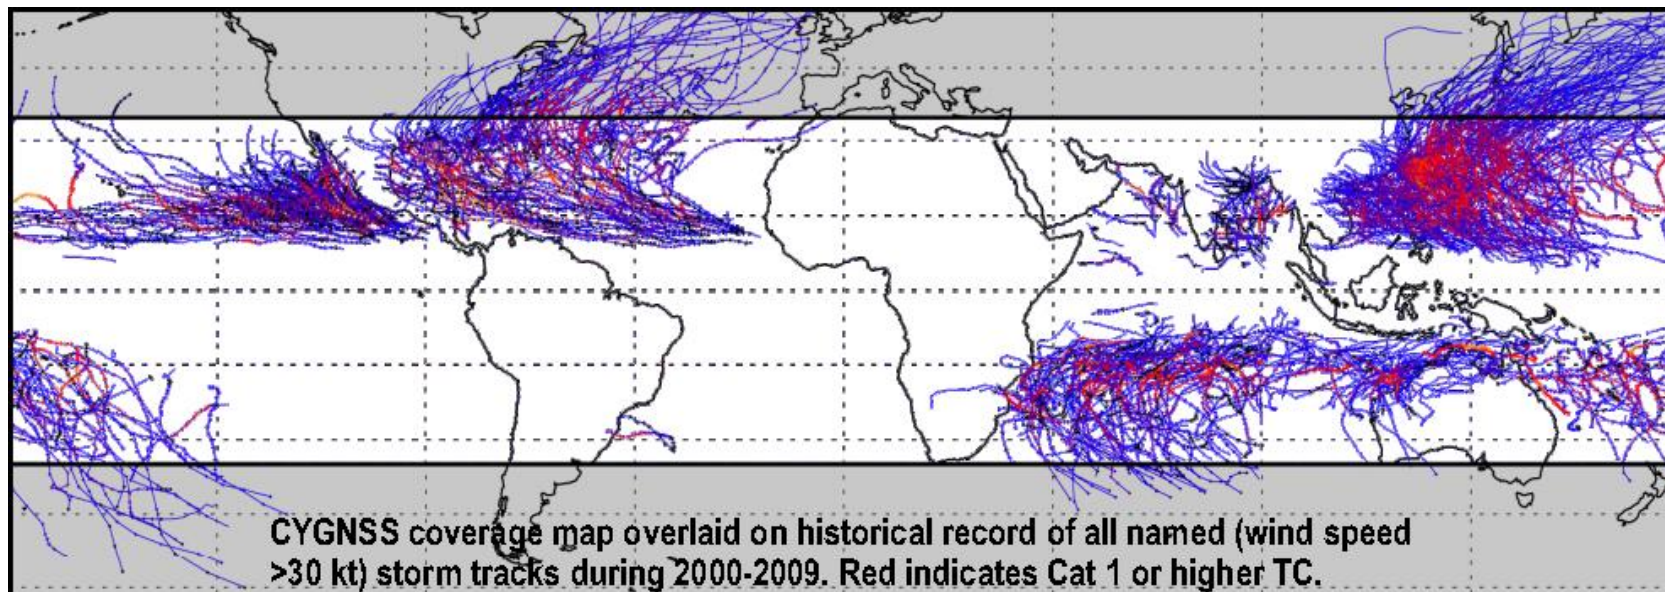 CYGNSS coverage map overlaid on historical record of all named (wind speed
>30 kt) storm tracks during 2000-2009. Red indicates Cat 1 or higher TC.